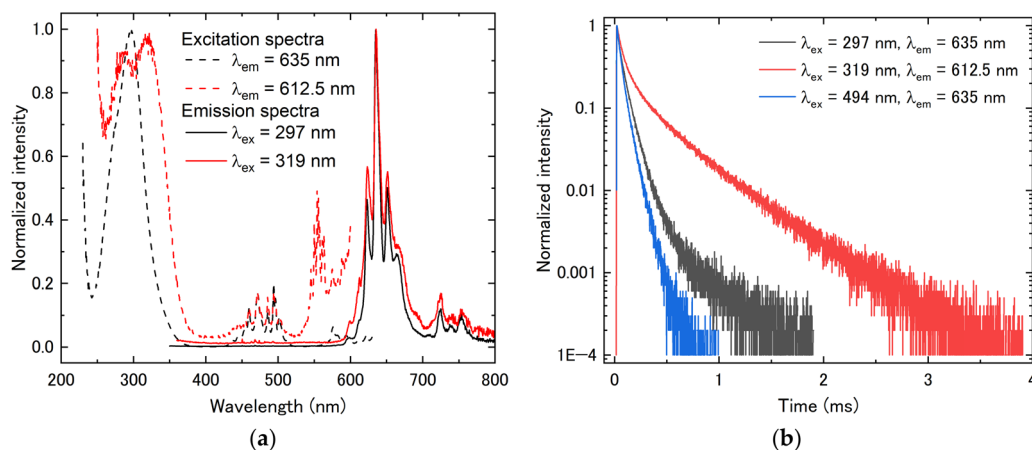 Excitation spectra
λem = 635 nm
λem = 612.5 nm
Emission spectra
λex = 297 nm
λex = 319 nm
Normalized intensity
1.0
0.8
0.6
0.4
0.2
0.0
200 300 400 500 600 700 800
Wavelength (nm)
(a)
λex = 297 nm, λem = 635 nm
λex = 319 nm, λem = 612.5 nm
λex = 494 nm, λem = 635 nm
Normalized intensity
1
0.1
0.01
0.001
1E−4
0 1 2 3 4
Time (ms)
(b)